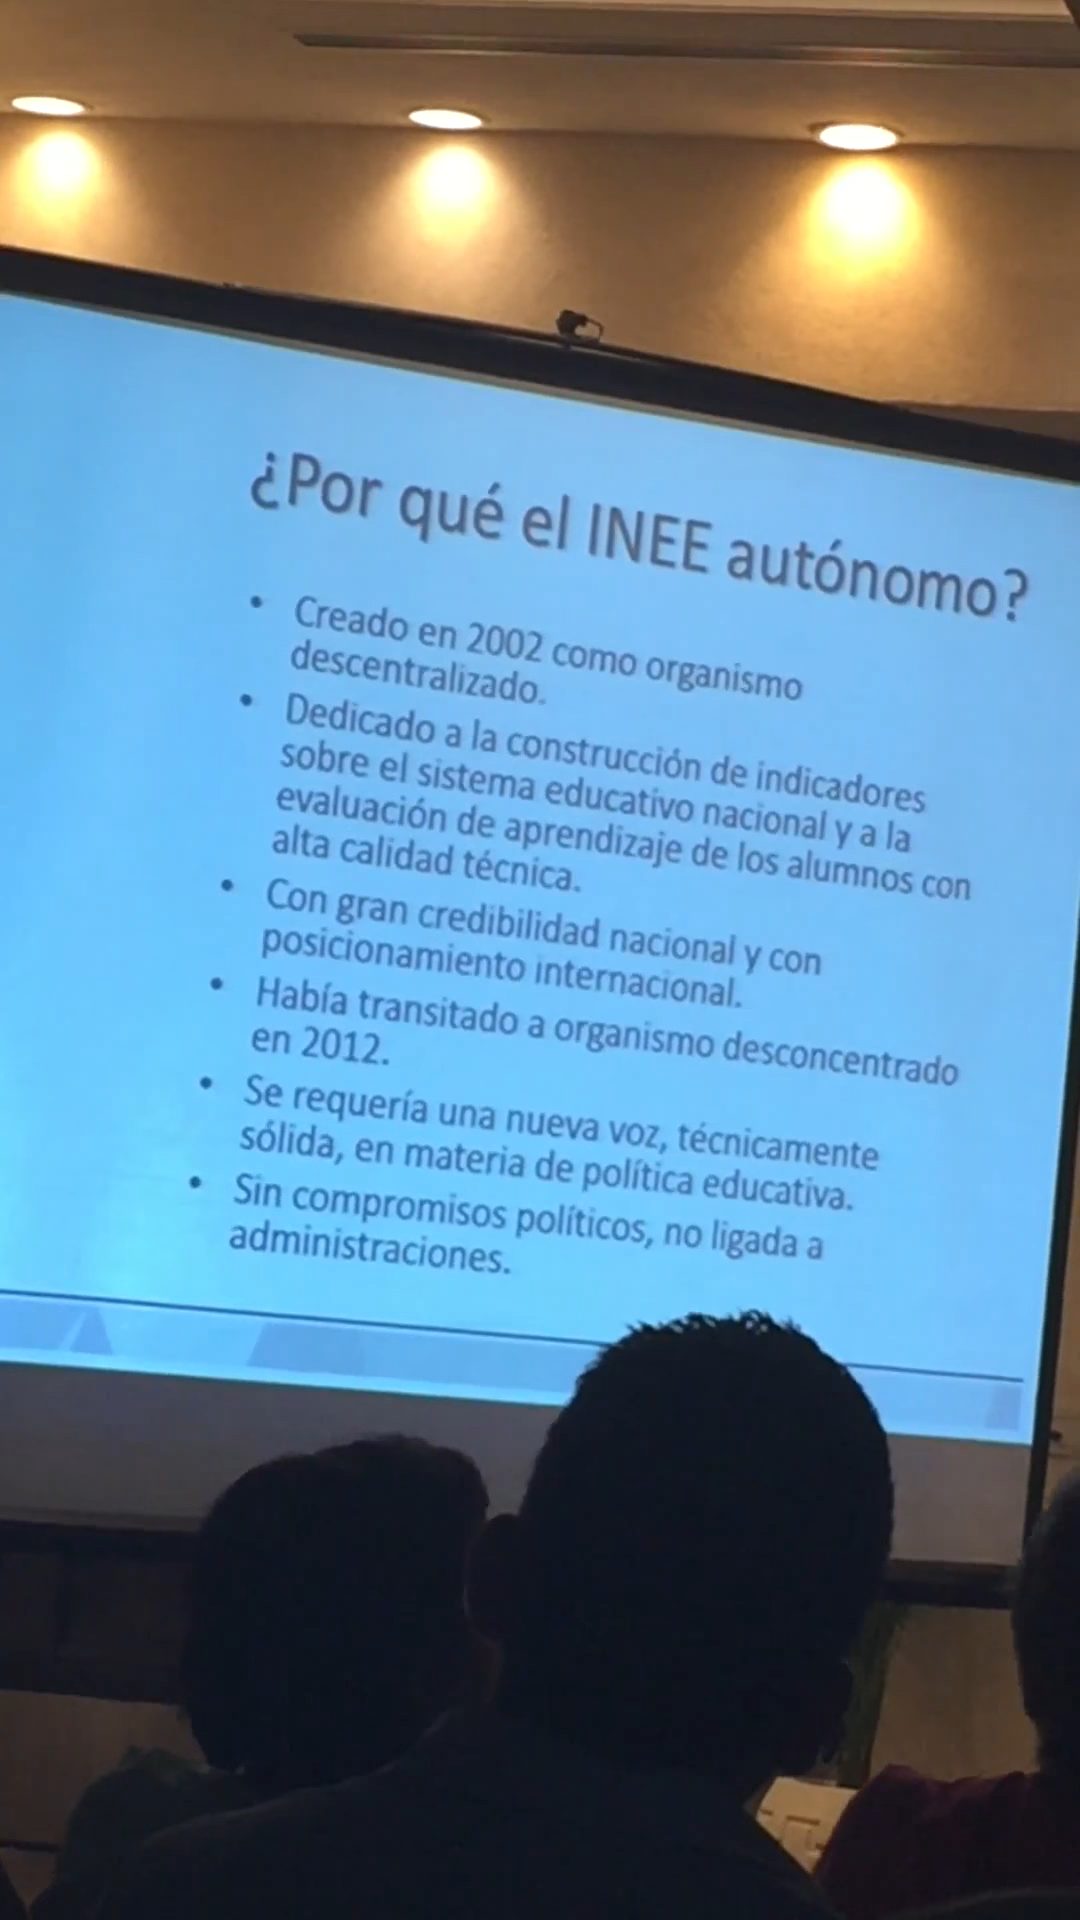 ¿Por qué el INEE autónomo?
• Creado en 2002 como organismo
descentralizado.
• Dedicado a la construcción de indicadores
sobre el sistema educativo nacional y a la
evaluación de aprendizaje de los alumnos con
alta calidad técnica.
• Con gran credibilidad nacional y con
posicionamiento internacional.
• Había transitado a organismo desconcentrado
en 2012.
• Se requería una nueva voz, técnicamente
sólida, en materia de política educativa.
• Sin compromisos políticos, no ligada a
administraciones.